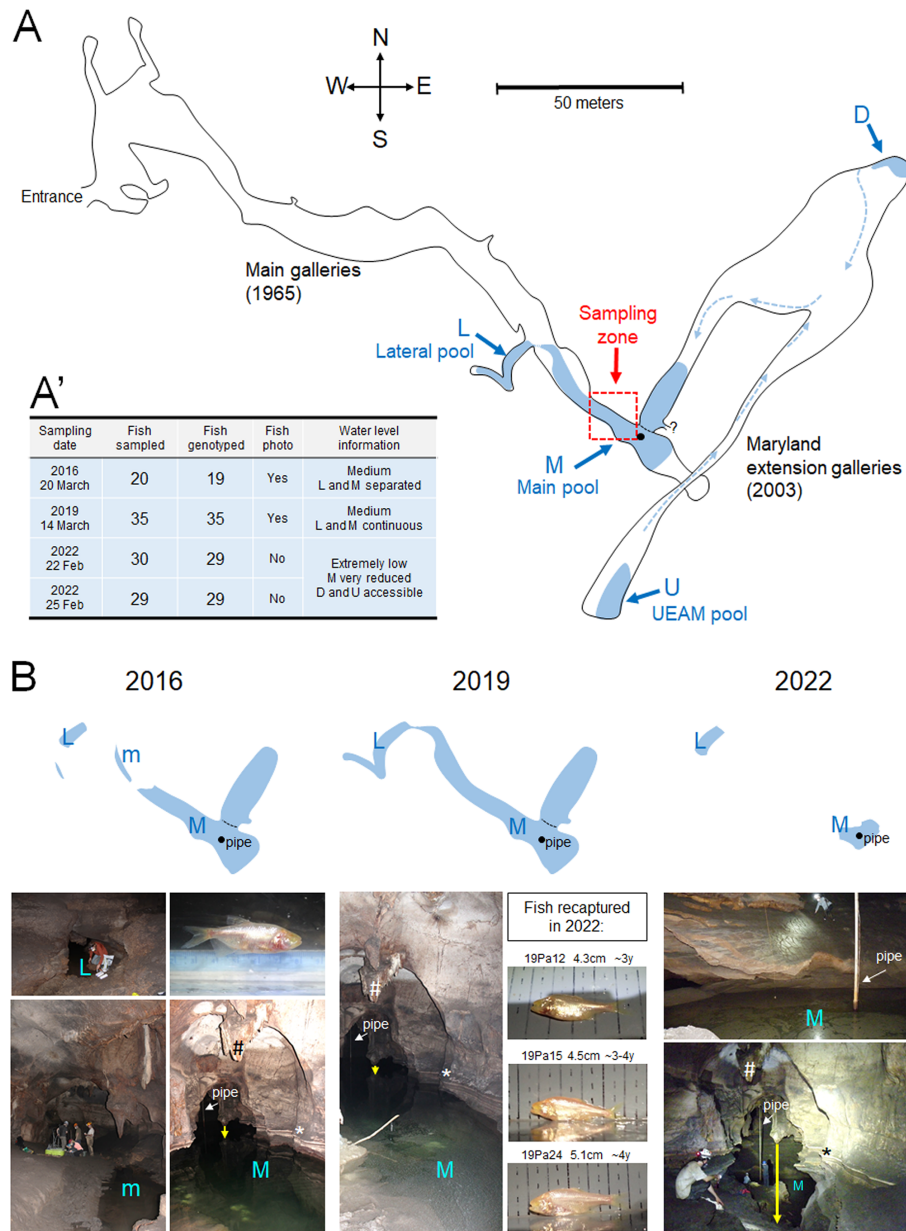 A
N
W E
S
50 meters
D
Entrance
Main galleries
(1965)
L
Lateral pool
Sampling
zone
?
M
Main pool
Maryland
extension galleries
(2003)
U
UEAM pool
A'
Sampling date Fish sampled Fish genotyped Fish photo Water level information
2016
20 March 20 19 Yes Medium
L and M separated
2019
14 March 35 35 Yes Medium
L and M continuous
2022
22 Feb 30 29 No
Extremely low
M very reduced
D and U accessible
2022
25 Feb 29 29 No
B
2016 2019 2022
L m M pipe
L M pipe
L M pipe
L
m
#
pipe
*
M
#
pipe
*
M
Fish recaptured
in 2022:
19Pa12 4.3cm ~3y
19Pa15 4.5cm ~3-4y
19Pa24 5.1cm ~4y
pipe
M
#
pipe
*
M